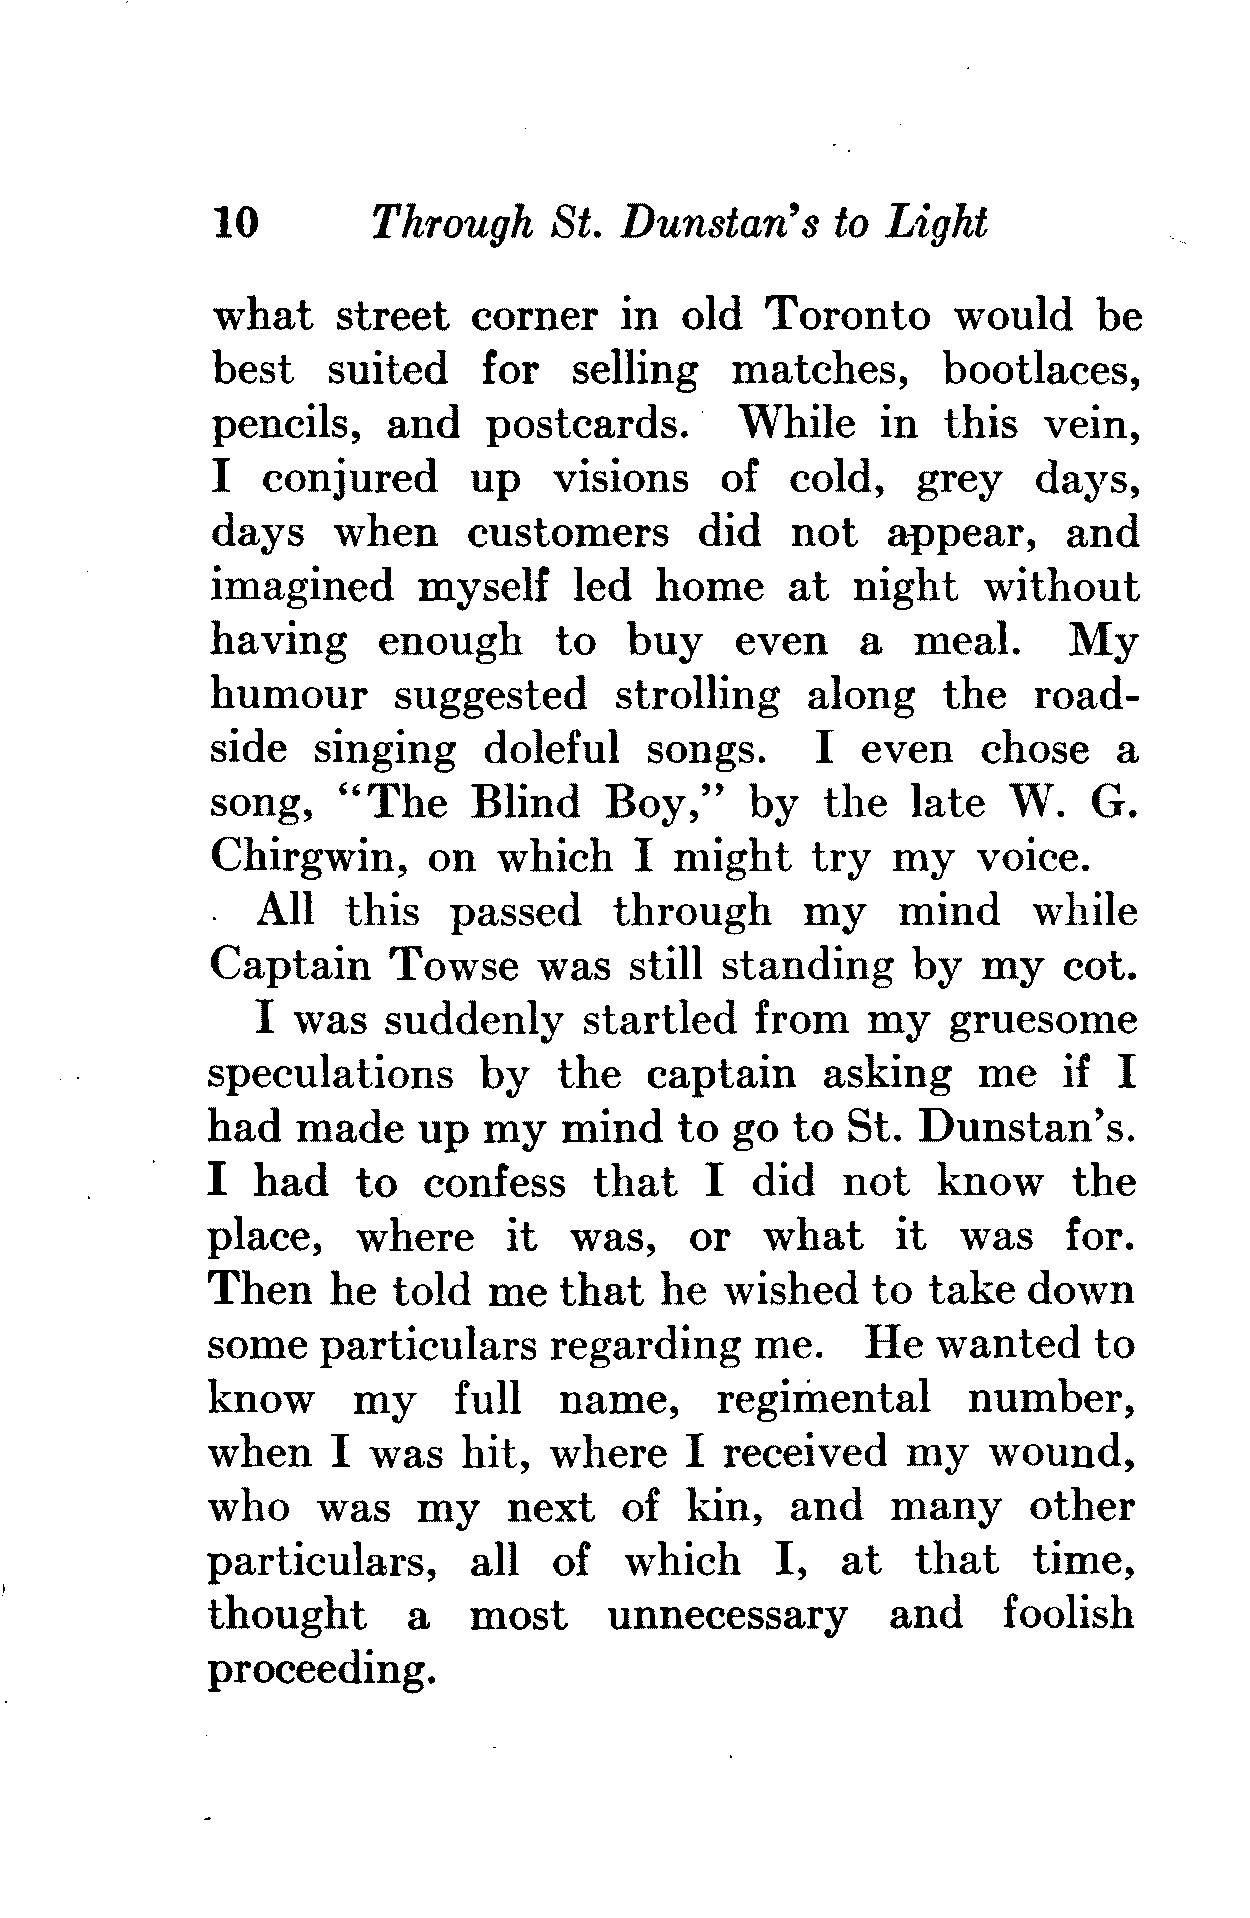 10 Through St. Dunstan's to Light
what street corner in old Toronto would be
best suited for selling matches, bootlaces,
pencils, and postcards. While in this vein,
I conjured up visions of cold, grey days,
days when customers did not appear, and
imagined myself led home at night without
having enough to buy even a meal. My
humour suggested strolling along the road-
side singing doleful songs. I even chose a
song, "The Blind Boy," by the late W. G.
Chirgwin, on which I might try my voice.
All this passed through my mind while
Captain Towse was still standing by my cot.
I was suddenly startled from my gruesome
speculations by the captain asking me if I
had made up my mind to go to St. Dunstan's.
I had to confess that I did not know the
place, where it was, or what it was for.
Then he told me that he wished to take down
some particulars regarding me. He wanted to
know my full name, regimental number,
when I was hit, where I received my wound,
who was my next of kin, and many other
particulars, all of which I, at that time,
thought a most unnecessary and foolish
proceeding.